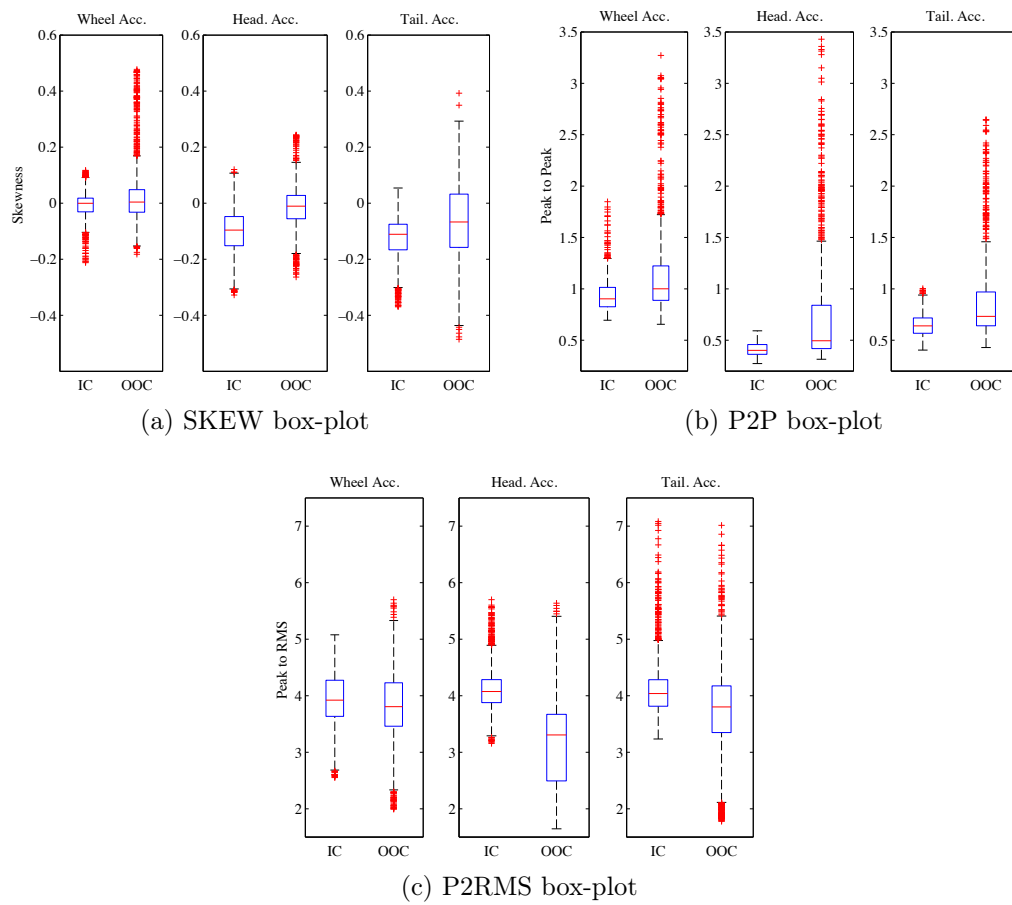 Wheel Acc. Head. Acc. Tail. Acc.
0.6 0.6 0.6
0.4 0.4 0.4
0.2 0.2 0.2
0 0 0
−0.2 −0.2 −0.2
−0.4 −0.4 −0.4
Skewness
IC OOC IC OOC IC OOC
(a) SKEW box-plot
Wheel Acc. Head. Acc. Tail. Acc.
3.5 3.5 3.5
3 3 3
2.5 2.5 2.5
2 2 2
1.5 1.5 1.5
1 1 1
0.5 0.5 0.5
Peak to Peak
IC OOC IC OOC IC OOC
(b) P2P box-plot
Wheel Acc. Head. Acc. Tail. Acc.
7 7 7
6 6 6
5 5 5
4 4 4
3 3 3
2 2 2
Peak to RMS
IC OOC IC OOC IC OOC
(c) P2RMS box-plot